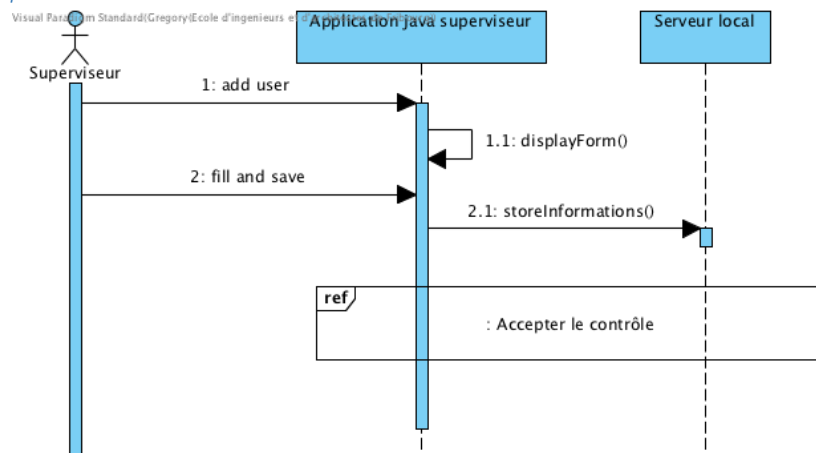 Visual Paradigm Standard(Gregory(Ecole d'ingenieurs et d'
Application java superviseur
Serveur local
Superviseur
1: add user
1.1: displayForm()
2: fill and save
2.1: storeInformations()
ref
: Accepter le contrôle